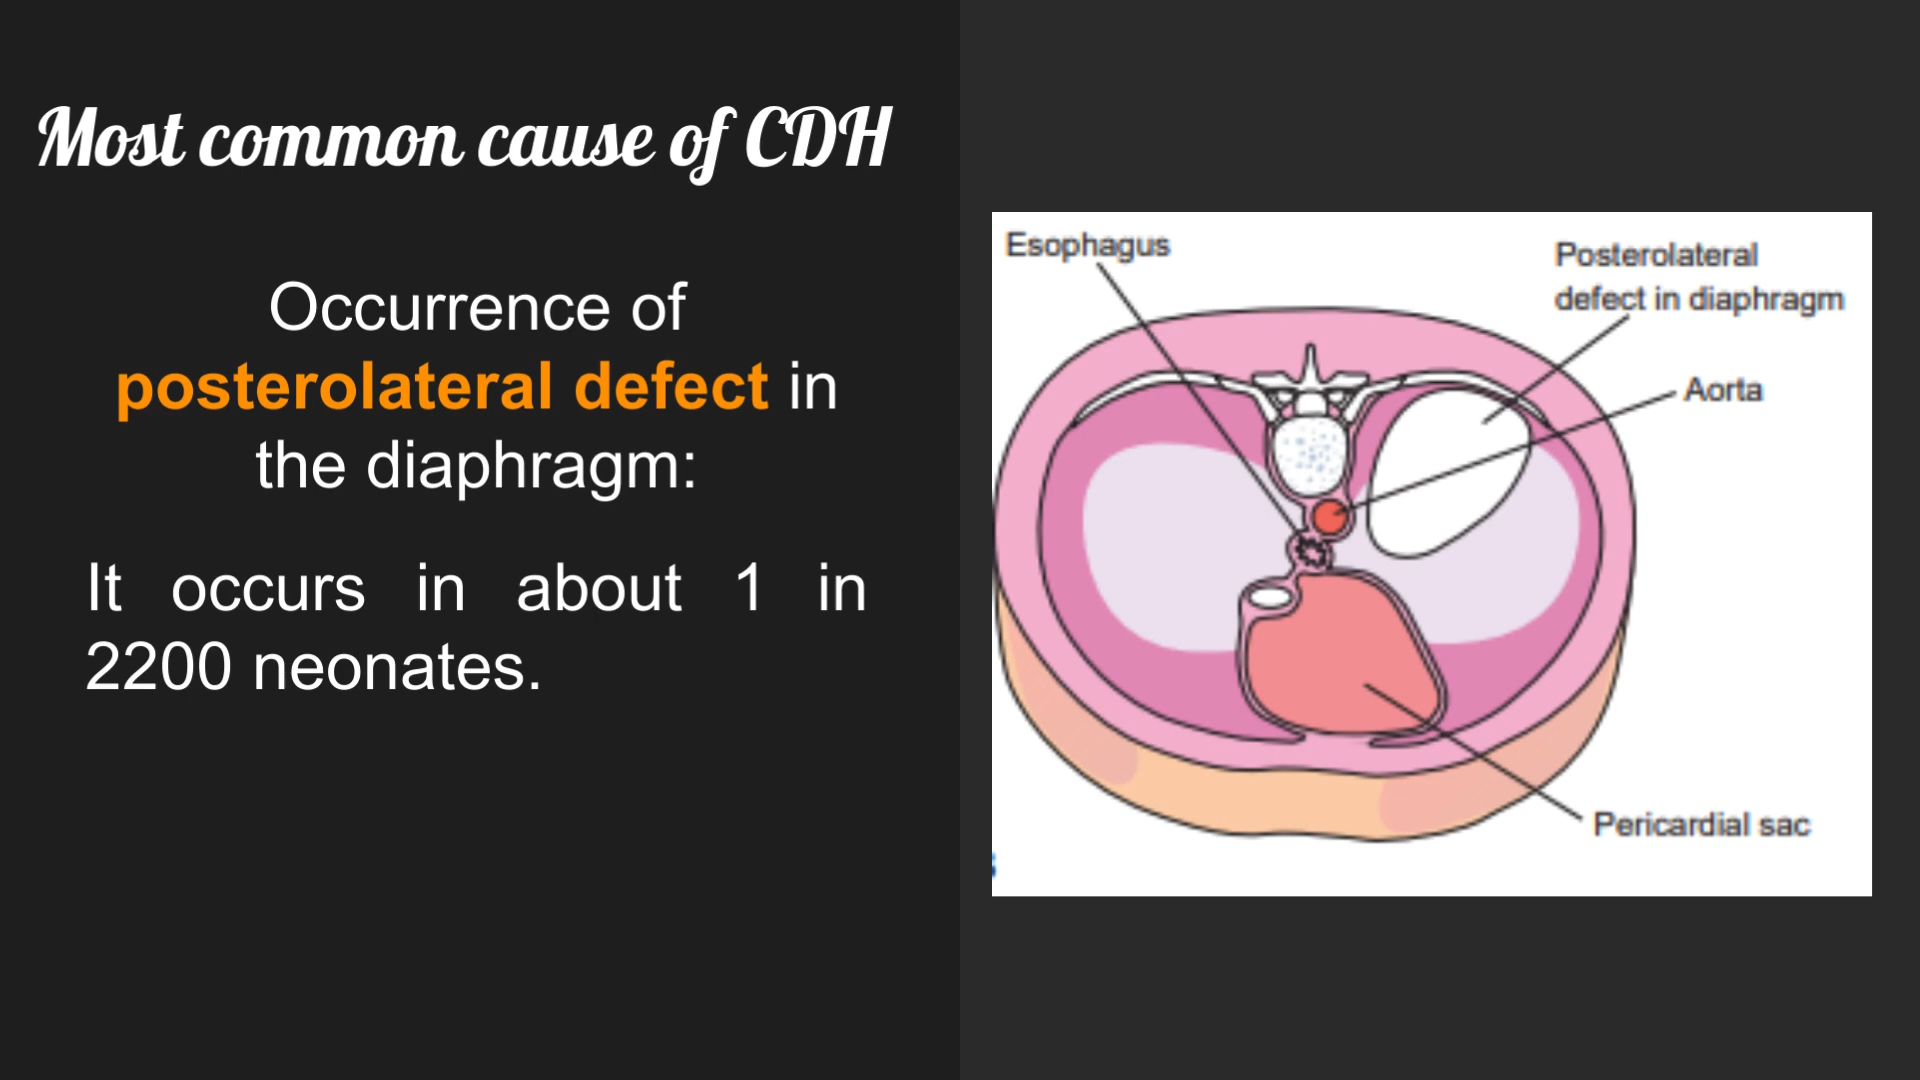 Most common cause of CDH
Occurrence of
posterolateral defect in
the diaphragm:
It occurs in about 1 in
2200 neonates.
Esophagus
Posterolateral
defect in diaphragm
Aorta
Pericardial sac